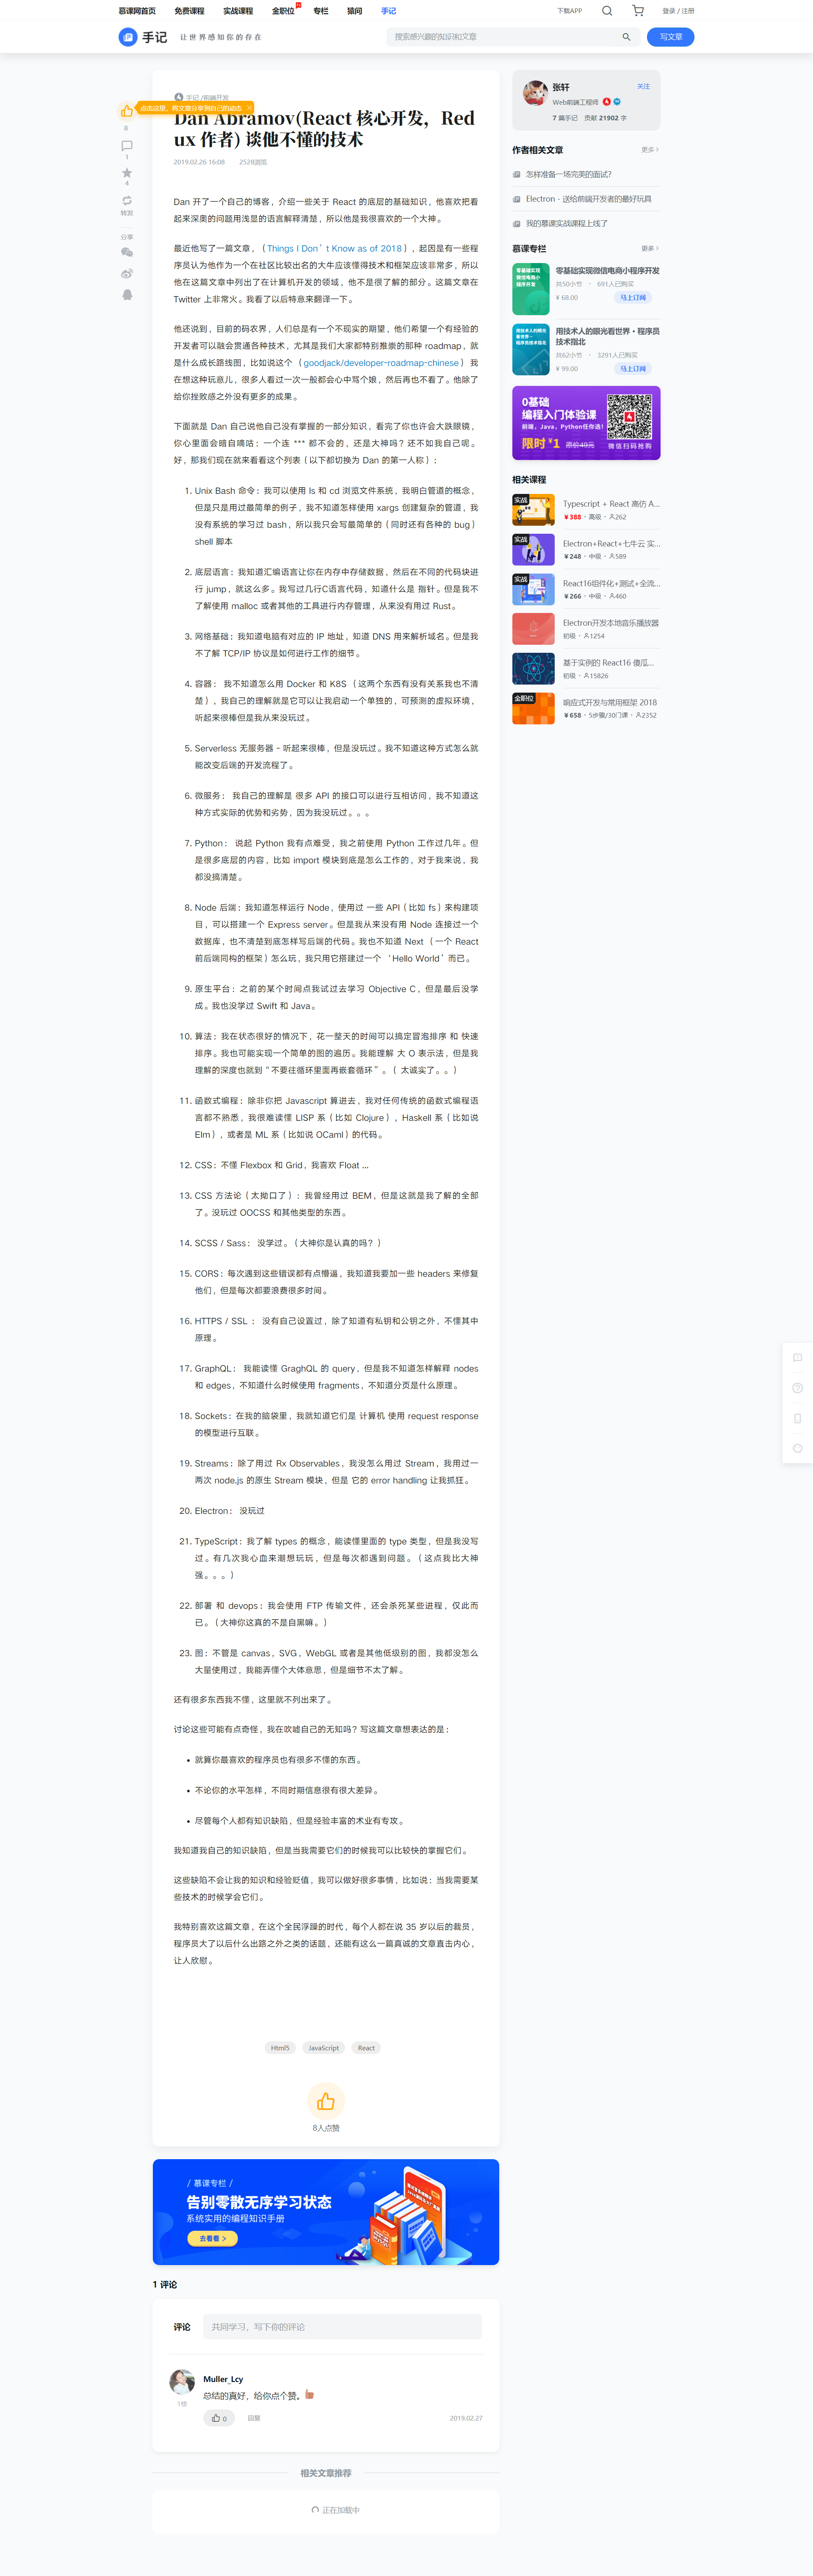 慕课网首页 免费课程 实战课程 金职位 专栏 猿问 手记 下载APP 登录 / 注册
手记 让世界感知你的存在 搜索感兴趣的知识和文章 写文章
手记 /前端开发
点击这里，将文章分享到自己的动态
Dan Abramov(React 核心开发，Red
ux 作者) 谈他不懂的技术
2019.02.26 16:08 2528浏览
8
1
4
转发
分享
Dan 开了一个自己的博客，介绍一些关于 React 的底层的基础知识，他喜欢把看
起来深奥的问题用浅显的语言解释清楚，所以他是我很喜欢的一个大神。
最近他写了一篇文章，（Things I Don’t Know as of 2018），起因是有一些程
序员认为他作为一个在社区比较出名的大牛应该懂得技术和框架应该非常多，所以
他在这篇文章中列出了在计算机开发的领域，他不是很了解的部分。这篇文章在
Twitter 上非常火。我看了以后特意来翻译一下。
他还说到，目前的码农界，人们总是有一个不现实的期望，他们希望一个有经验的
开发者可以融会贯通各种技术，尤其是我们大家都特别推崇的那种 roadmap，就
是什么成长路线图，比如说这个 （goodjack/developer-roadmap-chinese） 我
在想这种玩意儿，很多人看过一次一般都会心中骂个娘，然后再也不看了。他除了
给你挫败感之外没有更多的成果。
下面就是 Dan 自己说他自己没有掌握的一部分知识，看完了你也许会大跌眼镜，
你心里面会暗自嘀咕：一个连 *** 都不会的，还是大神吗？还不如我自己呢。
好，那我们现在就来看看这个列表（以下都切换为 Dan 的第一人称）；
1. Unix Bash 命令：我可以使用 ls 和 cd 浏览文件系统，我明白管道的概念，
但是只是用过最简单的例子，我不知道怎样使用 xargs 创建复杂的管道，我
没有系统的学习过 bash，所以我只会写最简单的（同时还有各种的 bug）
shell 脚本
2. 底层语言：我知道汇编语言让你在内存中存储数据，然后在不同的代码块进
行 jump，就这么多。我写过几行C语言代码，知道什么是 指针。但是我不
了解使用 malloc 或者其他的工具进行内存管理，从来没有用过 Rust。
3. 网络基础：我知道电脑有对应的 IP 地址，知道 DNS 用来解析域名。但是我
不了解 TCP/IP 协议是如何进行工作的细节。
4. 容器： 我不知道怎么用 Docker 和 K8S （这两个东西有没有关系我也不清
楚），我自己的理解就是它可以让我启动一个单独的，可预测的虚拟环境，
听起来很棒但是我从来没玩过。
5. Serverless 无服务器 - 听起来很棒，但是没玩过。我不知道这种方式怎么就
能改变后端的开发流程了。
6. 微服务： 我自己的理解是 很多 API 的接口可以进行互相访问，我不知道这
种方式实际的优势和劣势，因为我没玩过。。。
7. Python： 说起 Python 我有点难受，我之前使用 Python 工作过几年。但
是很多底层的内容，比如 import 模块到底是怎么工作的，对于我来说，我
都没搞清楚。
8. Node 后端：我知道怎样运行 Node，使用过 一些 API（比如 fs）来构建项
目，可以搭建一个 Express server。但是我从来没有用 Node 连接过一个
数据库，也不清楚到底怎样写后端的代码。我也不知道 Next （一个 React
前后端同构的框架）怎么玩，我只用它搭建过一个 ‘Hello World’而已。
9. 原生平台：之前的某个时间点我试过去学习 Objective C，但是最后没学
成。我也没学过 Swift 和 Java。
10. 算法：我在状态很好的情况下，花一整天的时间可以搞定冒泡排序 和 快速
排序。我也可能实现一个简单的图的遍历。我能理解 大 O 表示法，但是我
理解的深度也就到“不要往循环里面再嵌套循环”。（ 太诚实了。。）
11. 函数式编程：除非你把 Javascript 算进去，我对任何传统的函数式编程语
言都不熟悉，我很难读懂 LISP 系（比如 Clojure），Haskell 系（比如说
Elm），或者是 ML 系（比如说 OCaml）的代码。
12. CSS：不懂 Flexbox 和 Grid，我喜欢 Float ...
13. CSS 方法论（太拗口了）：我曾经用过 BEM，但是这就是我了解的全部
了。没玩过 OOCSS 和其他类型的东西。
14. SCSS / Sass： 没学过。（大神你是认真的吗？）
15. CORS：每次遇到这些错误都有点懵逼，我知道我要加一些 headers 来修复
他们，但是每次都要浪费很多时间。
16. HTTPS / SSL ： 没有自己设置过，除了知道有私钥和公钥之外，不懂其中
原理。
17. GraphQL： 我能读懂 GraghQL 的 query，但是我不知道怎样解释 nodes
和 edges，不知道什么时候使用 fragments，不知道分页是什么原理。
18. Sockets：在我的脑袋里，我就知道它们是 计算机 使用 request response
的模型进行互联。
19. Streams：除了用过 Rx Observables，我没怎么用过 Stream，我用过一
两次 node.js 的原生 Stream 模块，但是 它的 error handling 让我抓狂。
20. Electron： 没玩过
21. TypeScript：我了解 types 的概念，能读懂里面的 type 类型，但是我没写
过。有几次我心血来潮想玩玩，但是每次都遇到问题。（这点我比大神
强。。。）
22. 部署 和 devops：我会使用 FTP 传输文件，还会杀死某些进程，仅此而
已。（大神你这真的不是自黑嘛。）
23. 图：不管是 canvas，SVG，WebGL 或者是其他低级别的图，我都没怎么
大量使用过，我能弄懂个大体意思，但是细节不太了解。
还有很多东西我不懂，这里就不列出来了。
讨论这些可能有点奇怪，我在吹嘘自己的无知吗？写这篇文章想表达的是：
• 就算你最喜欢的程序员也有很多不懂的东西。
• 不论你的水平怎样，不同时期信息很有很大差异。
• 尽管每个人都有知识缺陷，但是经验丰富的术业有专攻。
我知道我自己的知识缺陷，但是当我需要它们的时候我可以比较快的掌握它们。
这些缺陷不会让我的知识和经验贬值，我可以做好很多事情，比如说：当我需要某
些技术的时候学会它们。
我特别喜欢这篇文章，在这个全民浮躁的时代，每个人都在说 35 岁以后的裁员，
程序员大了以后什么出路之外之类的话题，还能有这么一篇真诚的文章直击内心，
让人欣慰。
Html5 JavaScript React
8人点赞
/ 慕课专栏 /
告别零散无序学习状态
系统实用的编程知识手册
去看看 >
1 评论
评论 共同学习，写下你的评论
Muller_Lcy
总结的真好，给你点个赞。
1楼
0 回复 2019.02.27
相关文章推荐
正在加载中
张轩 关注
Web前端工程师
7 篇手记 贡献 21902 字
作者相关文章 更多
怎样准备一场完美的面试？
Electron - 送给前端开发者的最好玩具
我的慕课实战课程上线了
慕课专栏 更多
零基础实现
微信电商小
程序开发
零基础实现微信电商小程序开发
共50小节 · 691人已购买
¥ 68.00 马上订阅
用技术人的眼光
看世界
程序员技术指北
用技术人的眼光看世界 • 程序员
技术指北
共62小节 · 3291人已购买
¥ 99.00 马上订阅
0基础
编程入门体验课
前端，Java，Python任你选！
限时 ¥1 原价49元 微信扫码抢购
相关课程
实战
Typescript + React 高仿 A...
¥388 · 高级 · 262
实战
Electron+React+七牛云 实...
¥248 · 中级 · 589
实战
React16组件化+测试+全流...
¥266 · 中级 · 460
Electron开发本地音乐播放器
初级 · 1254
基于实例的 React16 傻瓜...
初级 · 15826
金职位
响应式开发与常用框架 2018
¥658 · 5步骤/30门课 · 2352